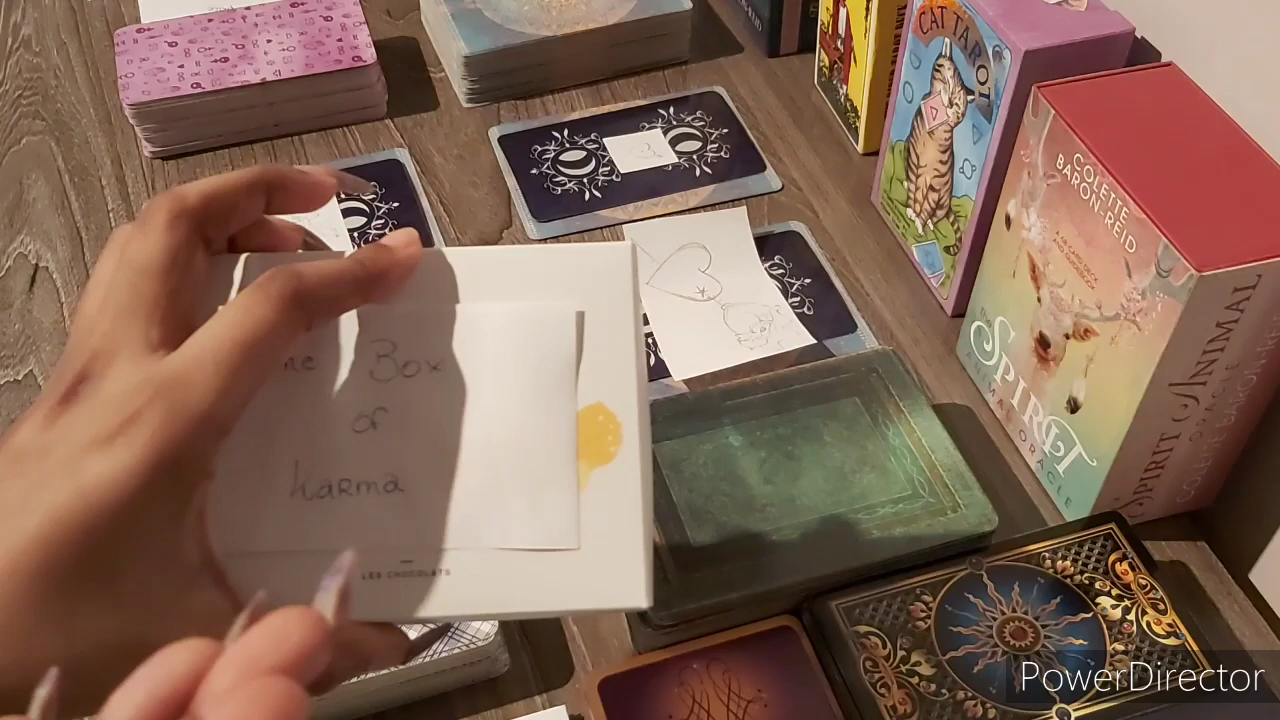 CAT TAROT
COLETTE
BARON-REID
SPIRIT
ANIMAL ORACLE
SPIRIT ANIMAL
ORACLE
COLETTE BARON-REID
Box
of
Karma
LES CHOCOLATS
PowerDirector